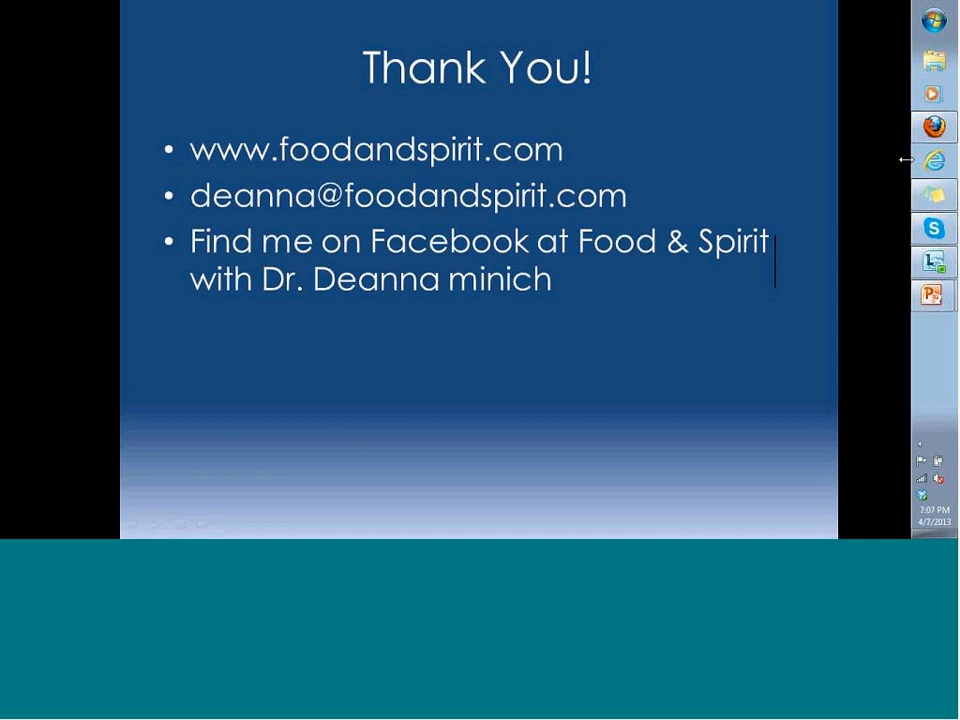 Thank You!
• www.foodandspirit.com
• deanna@foodandspirit.com
• Find me on Facebook at Food & Spirit
with Dr. Deanna minich
7:07 PM
4/7/2013